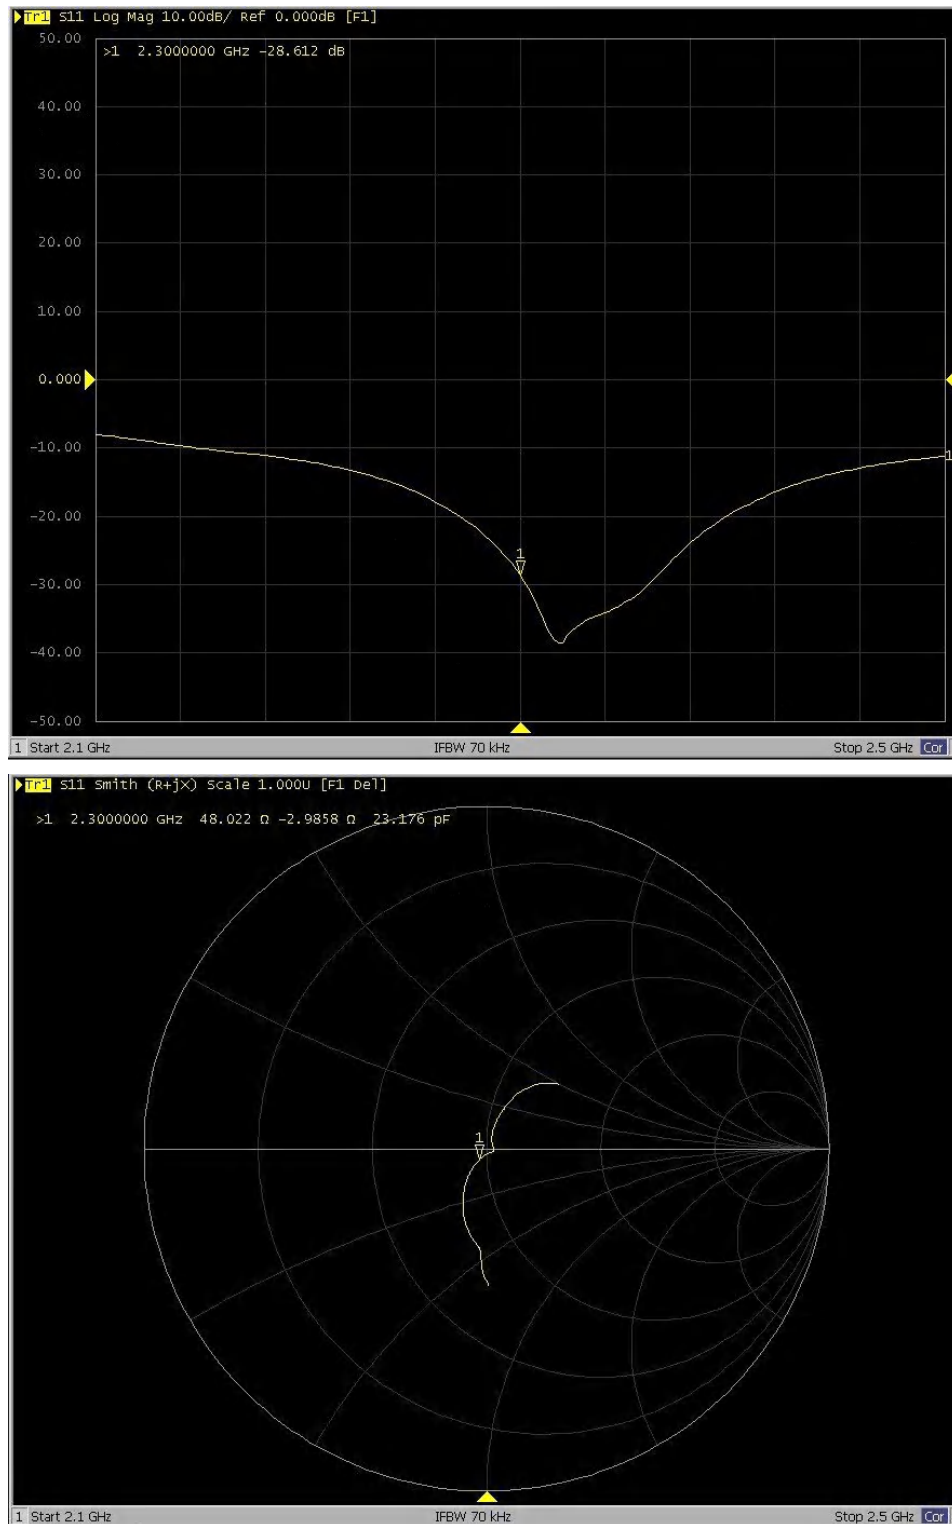 Tr1 S11 Log Mag 10.00dB/ Ref 0.000dB [F1]
50.00
>1 2.3000000 GHz -28.612 dB
40.00
30.00
20.00
10.00
0.000
-10.00
1
-20.00
1
-30.00
-40.00
-50.00
1 Start 2.1 GHz IFBW 70 kHz Stop 2.5 GHz Cor
Tr1 S11 Smith (R+jX) Scale 1.000U [F1 Del]
>1 2.3000000 GHz 48.022 Ω -2.9858 Ω 23.176 pF
1
1 Start 2.1 GHz IFBW 70 kHz Stop 2.5 GHz Cor